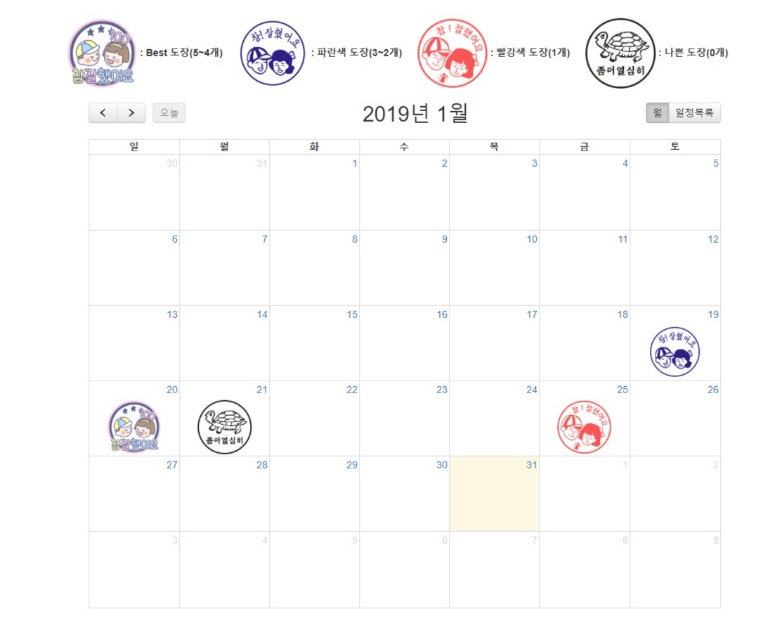 100
참잘했어요
: Best 도장(5~4개)
참!잘했어요
: 파란색 도장(3~2개)
참!잘했어요
: 빨강색 도장(1개)
좀더열심히
: 나쁜 도장(0개)
< > 오늘
2019년 1월
월 일정목록
일 월 화 수 목 금 토
30 31 1 2 3 4 5
6 7 8 9 10 11 12
13 14 15 16 17 18 19
참!잘했어요
20 21 22 23 24 25 26
100
참잘했어요
좀더열심히
참!잘했어요
27 28 29 30 31 1 2
3 4 5 6 7 8 9